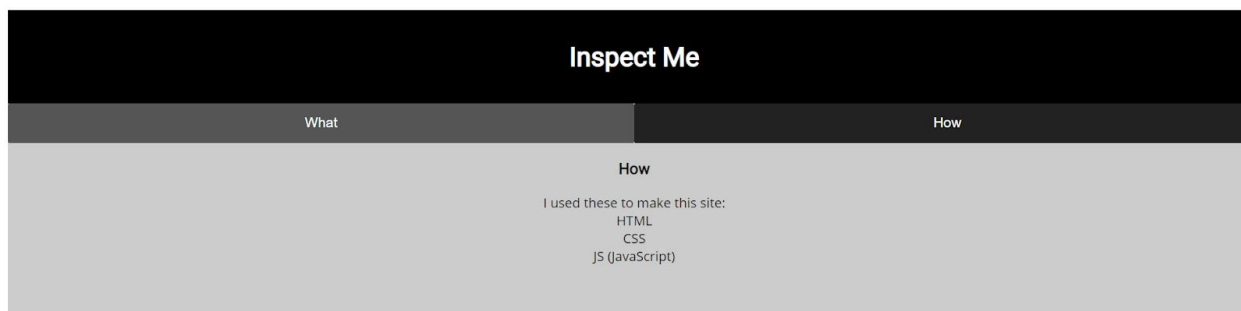 Inspect Me
What
How
How
I used these to make this site:
HTML
CSS
JS (JavaScript)